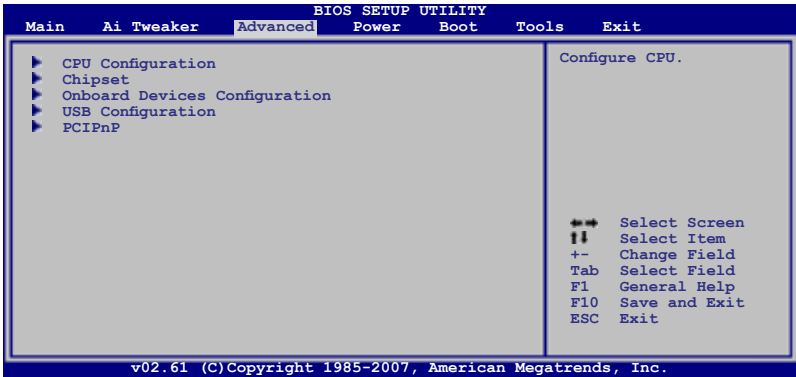 BIOS SETUP UTILITY
Main Ai Tweaker Advanced Power Boot Tools Exit
CPU Configuration
Chipset
Onboard Devices Configuration
USB Configuration
PCIPnP
Configure CPU.
Select Screen
Select Item
+- Change Field
Tab Select Field
F1 General Help
F10 Save and Exit
ESC Exit
v02.61 (C)Copyright 1985-2007, American Megatrends, Inc.